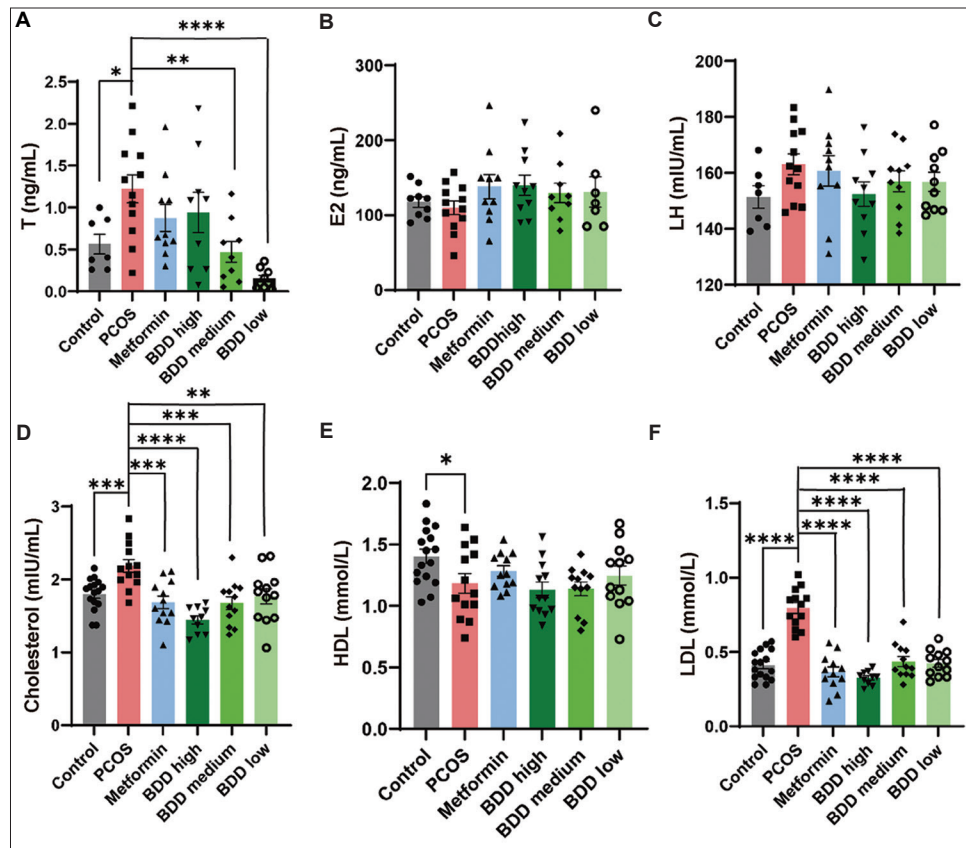 A
****
**
*
T (ng/mL)
2.5
2.0
1.5
1.0
0.5
0.0
Control
PCOS
Metformin
BDD high
BDD medium
BDD low
B
E2 (ng/mL)
300
200
100
0
Control
PCOS
Metformin
BDDhigh
BDD medium
BDD low
C
LH (mIU/mL)
180
160
140
120
Control
PCOS
Metformin
BDD high
BDD medium
BDD low
D
**
***
****
***
***
Cholesterol (mIU/mL)
3
2
1
0
Control
PCOS
Metformin
BDD high
BDD medium
BDD low
E
*
HDL (mmol/L)
2.0
1.5
1.0
0.5
0.0
Control
PCOS
Metformin
BDD high
BDD medium
BDD low
F
****
****
****
****
****
LDL (mmol/L)
1.5
1.0
0.5
0.0
Control
PCOS
Metformin
BDD high
BDD medium
BDD low